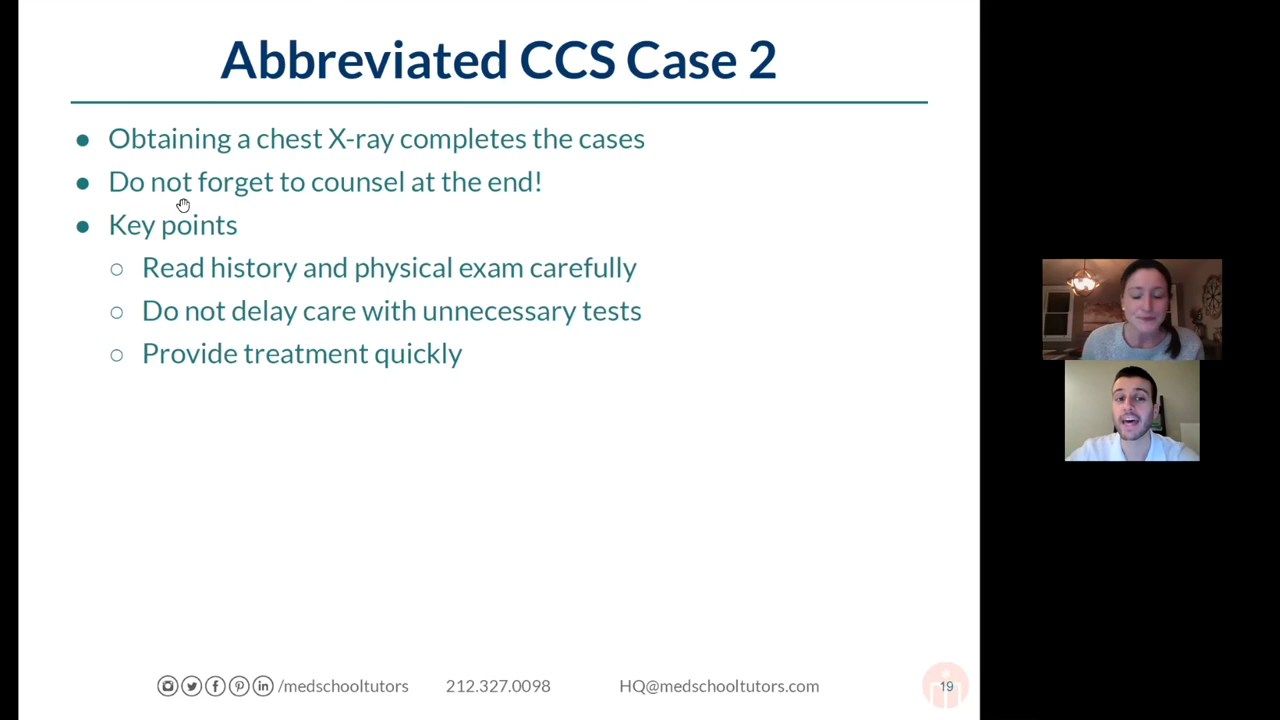 Abbreviated CCS Case 2
● Obtaining a chest X-ray completes the cases
● Do not forget to counsel at the end!
● Key points
○ Read history and physical exam carefully
○ Do not delay care with unnecessary tests
○ Provide treatment quickly
/medschooltutors 212.327.0098 HQ@medschooltutors.com 19